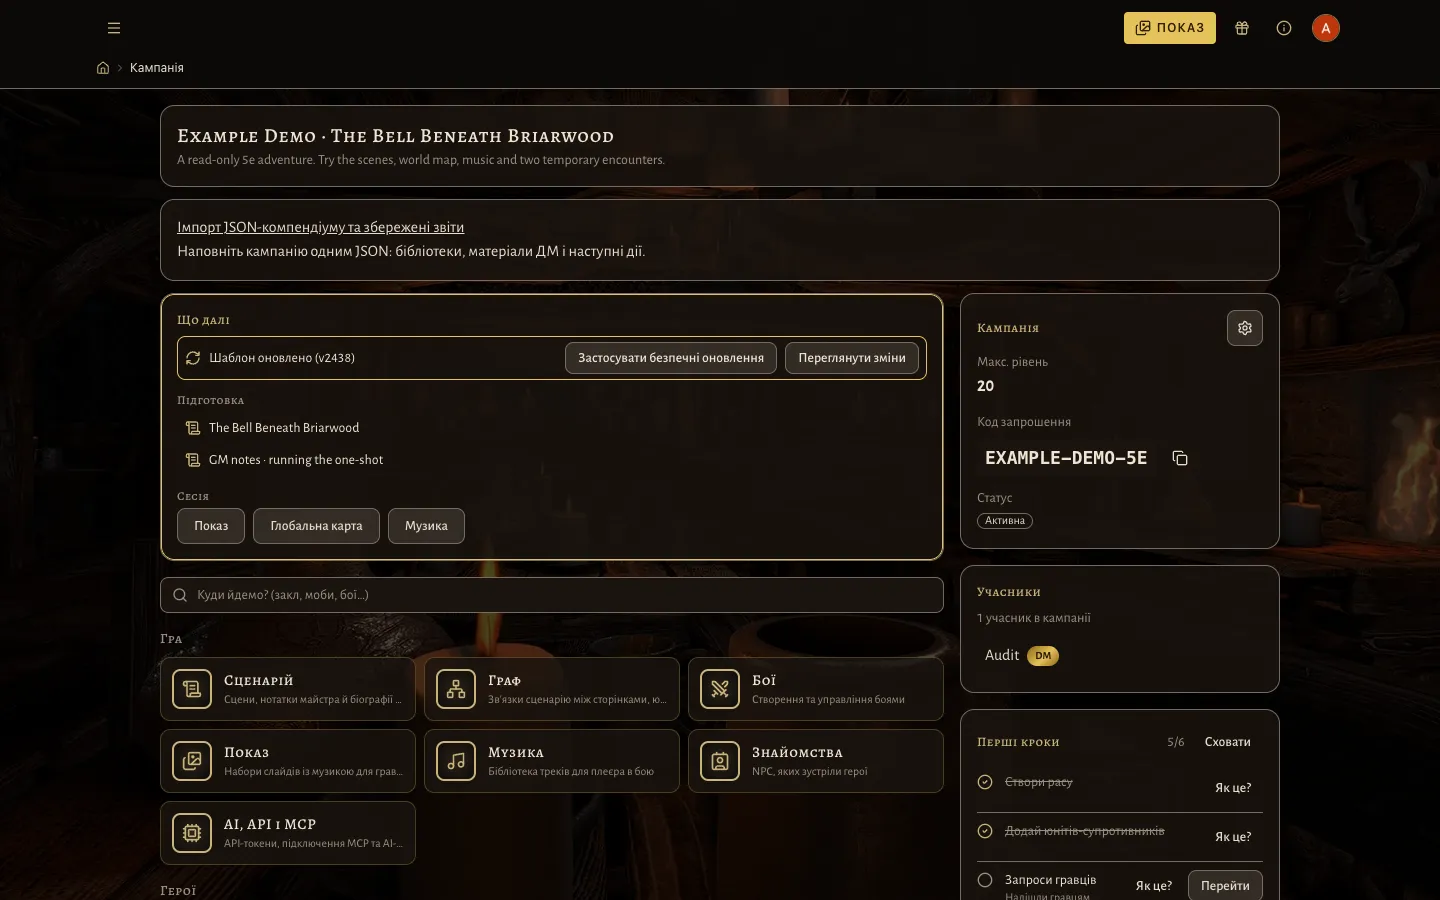 ПОКАЗ
A
Кампанія
Example Demo · The Bell Beneath Briarwood
A read-only 5e adventure. Try the scenes, world map, music and two temporary encounters.
Імпорт JSON-компендіуму та збережені звіти
Наповніть кампанію одним JSON: бібліотеки, матеріали ДМ і наступні дії.
Що далі
Шаблон оновлено (v2438)
Застосувати безпечні оновлення
Переглянути зміни
Підготовка
The Bell Beneath Briarwood
GM notes · running the one-shot
Сесія
Показ
Глобальна карта
Музика
Куди йдемо? (закл, моби, бої…)
Гра
Сценарій
Сцени, нотатки майстра й біографії …
Граф
Зв'язки сценарію між сторінками, ю…
Бої
Створення та управління боями
Показ
Набори слайдів із музикою для грав…
Музика
Бібліотека треків для плеєра в бою
Знайомства
NPC, яких зустріли герої
AI, API і MCP
API-токени, підключення MCP та AI-…
Герої
Кампанія
Макс. рівень
20
Код запрошення
EXAMPLE-DEMO-5E
Статус
Активна
Учасники
1 учасник в кампанії
Audit DM
Перші кроки
5/6
Сховати
Створи расу
Як це?
Додай юнітів-супротивників
Як це?
Запроси гравців
Як це?
Перейти
Надішли гравцям